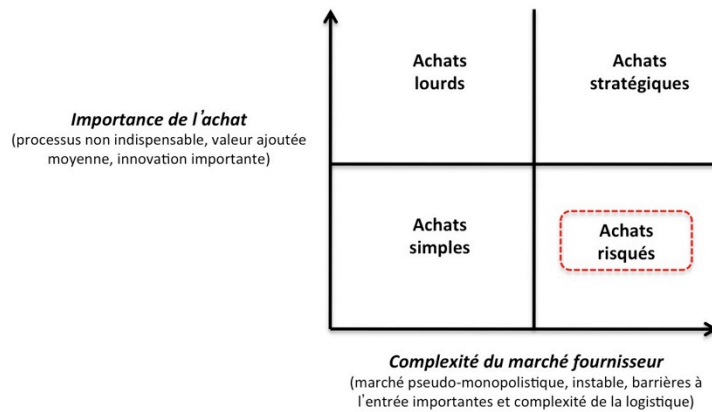 Achats
lourds
Achats
stratégiques
Importance de l'achat
(processus non indispensable, valeur ajoutée
moyenne, innovation importante)
Achats
simples
Achats
risqués
Complexité du marché fournisseur
(marché pseudo-monopolistique, instable, barrières à
l'entrée importantes et complexité de la logistique)